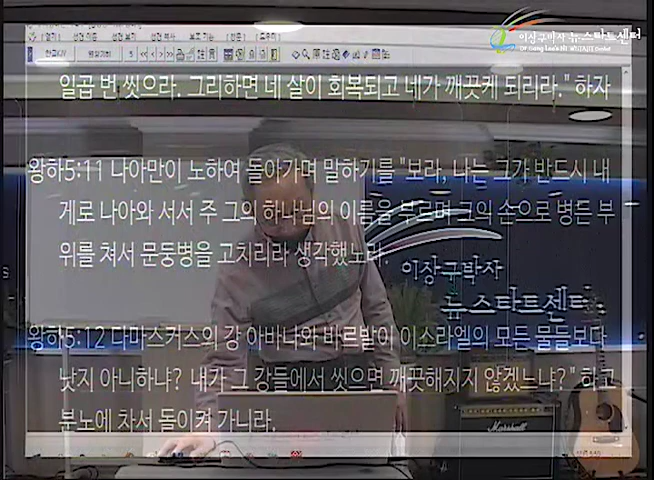 이상구박사 뉴스타트센터
일곱 번 씻으라. 그리하면 네 살이 회복되고 네가 깨끗케 되리라." 하자
왕하5:11 나아만이 노하여 돌아가며 말하기를 "보라, 나는 그가 반드시 내
게로 나아와 서서 주 그의 하나님의 이름을 부르며 그의 손으로 병든 부
위를 쳐서 문둥병을 고치리라 생각했노라.
이상구박사
뉴스타트센터
왕하5:12 다마스커스의 강 아바나와 바르발이 이스라엘의 모든 물들보다
낫지 아니하냐? 내가 그 강들에서 씻으면 깨끗해지지 않겠느냐?" 하고
분노에 차서 돌이켜 가니라.
Marshall